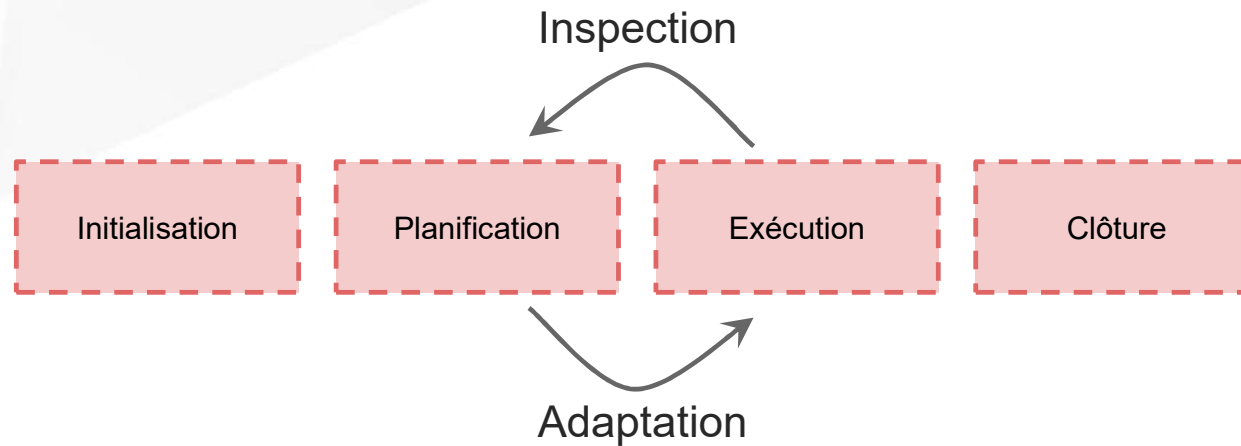 Inspection
Initialisation
Planification
Exécution
Clôture
Adaptation